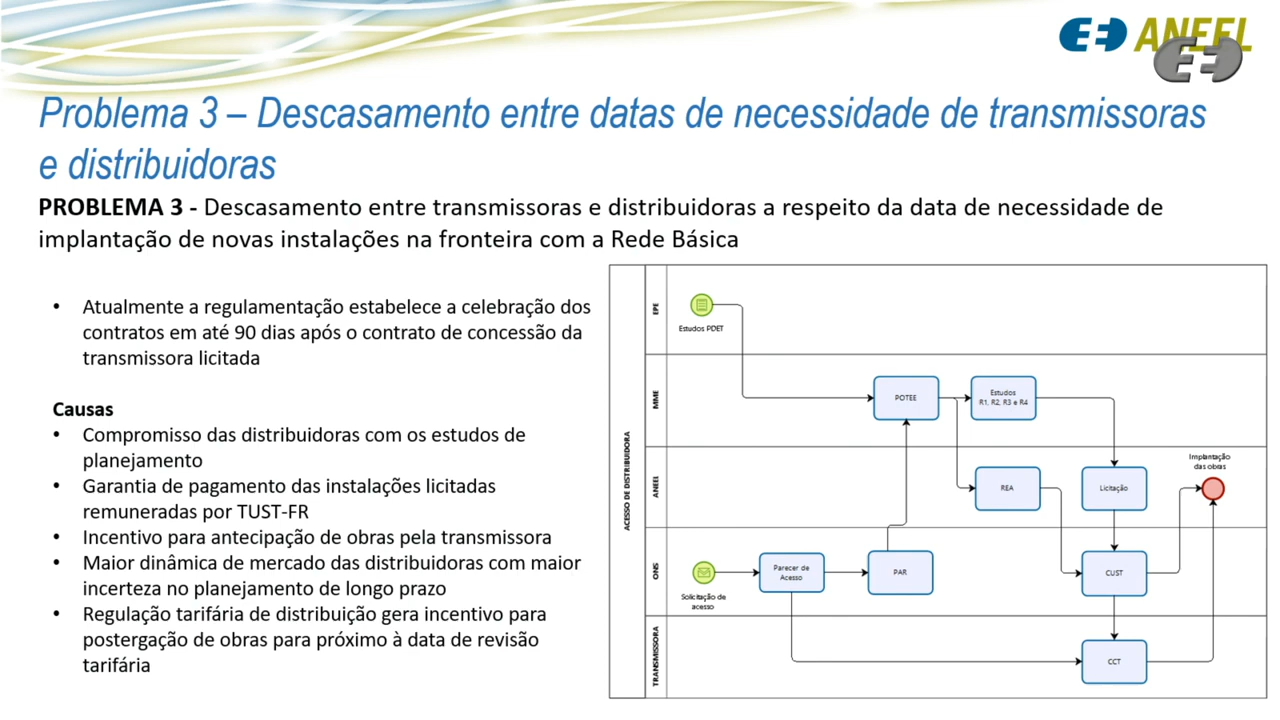 ANEEL
Problema 3 – Descasamento entre datas de necessidade de transmissoras
e distribuidoras
PROBLEMA 3 - Descasamento entre transmissoras e distribuidoras a respeito da data de necessidade de
implantação de novas instalações na fronteira com a Rede Básica
• Atualmente a regulamentação estabelece a celebração dos
contratos em até 90 dias após o contrato de concessão da
transmissora licitada
Causas
• Compromisso das distribuidoras com os estudos de
planejamento
• Garantia de pagamento das instalações licitadas
remuneradas por TUST-FR
• Incentivo para antecipação de obras pela transmissora
• Maior dinâmica de mercado das distribuidoras com maior
incerteza no planejamento de longo prazo
• Regulação tarifária de distribuição gera incentivo para
postergação de obras para próximo à data de revisão
tarifária
ACESSO DE DISTRIBUIDORA
EPE
Estudos PDET
MME
POTEE
Estudos
R1, R2, R3 e R4
ANEEL
REA
Licitação
Implantação
das obras
ONS
Solicitação de
acesso
Parecer de
Acesso
PAR
CUST
TRANSMISSORA
CCT